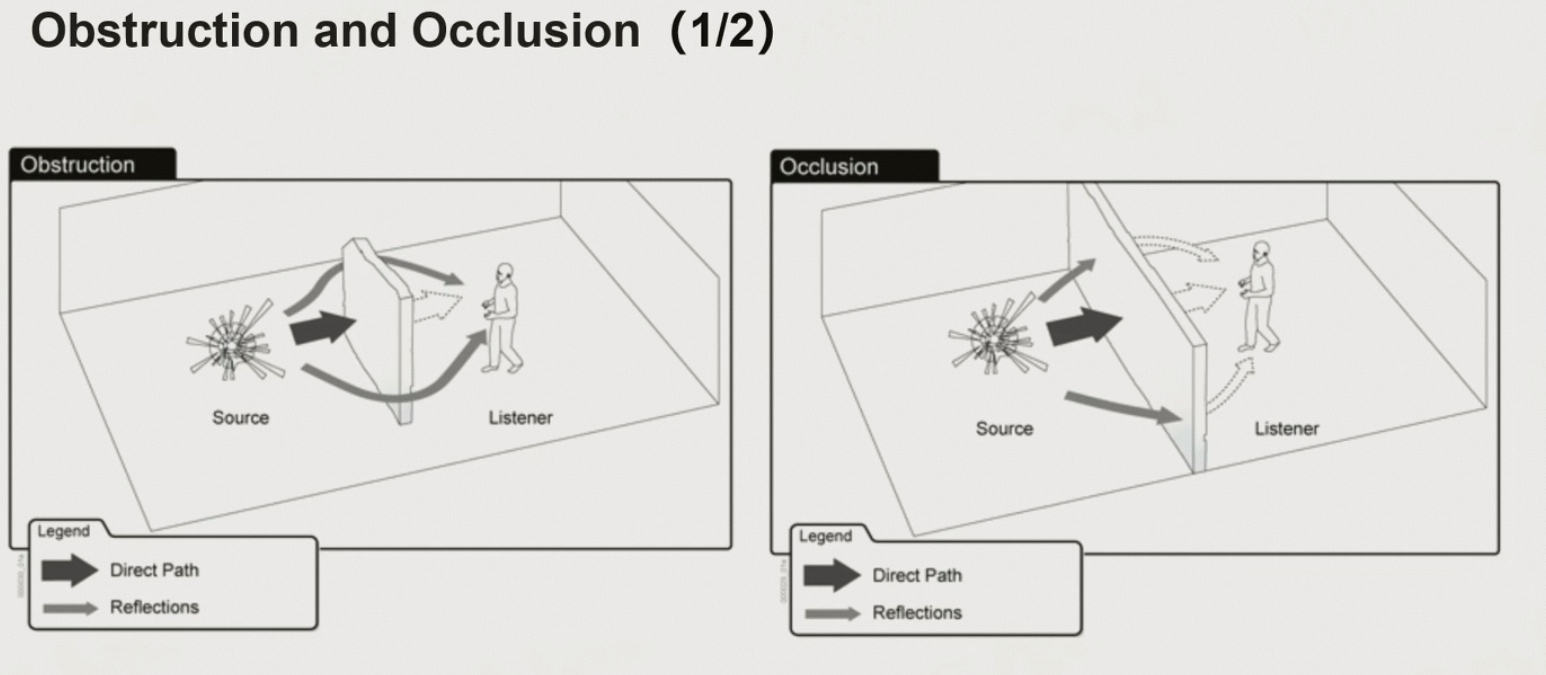 Obstruction and Occlusion (1/2)
Obstruction
Source
Listener
Legend
Direct Path
Reflections
Occlusion
Source
Listener
Legend
Direct Path
Reflections